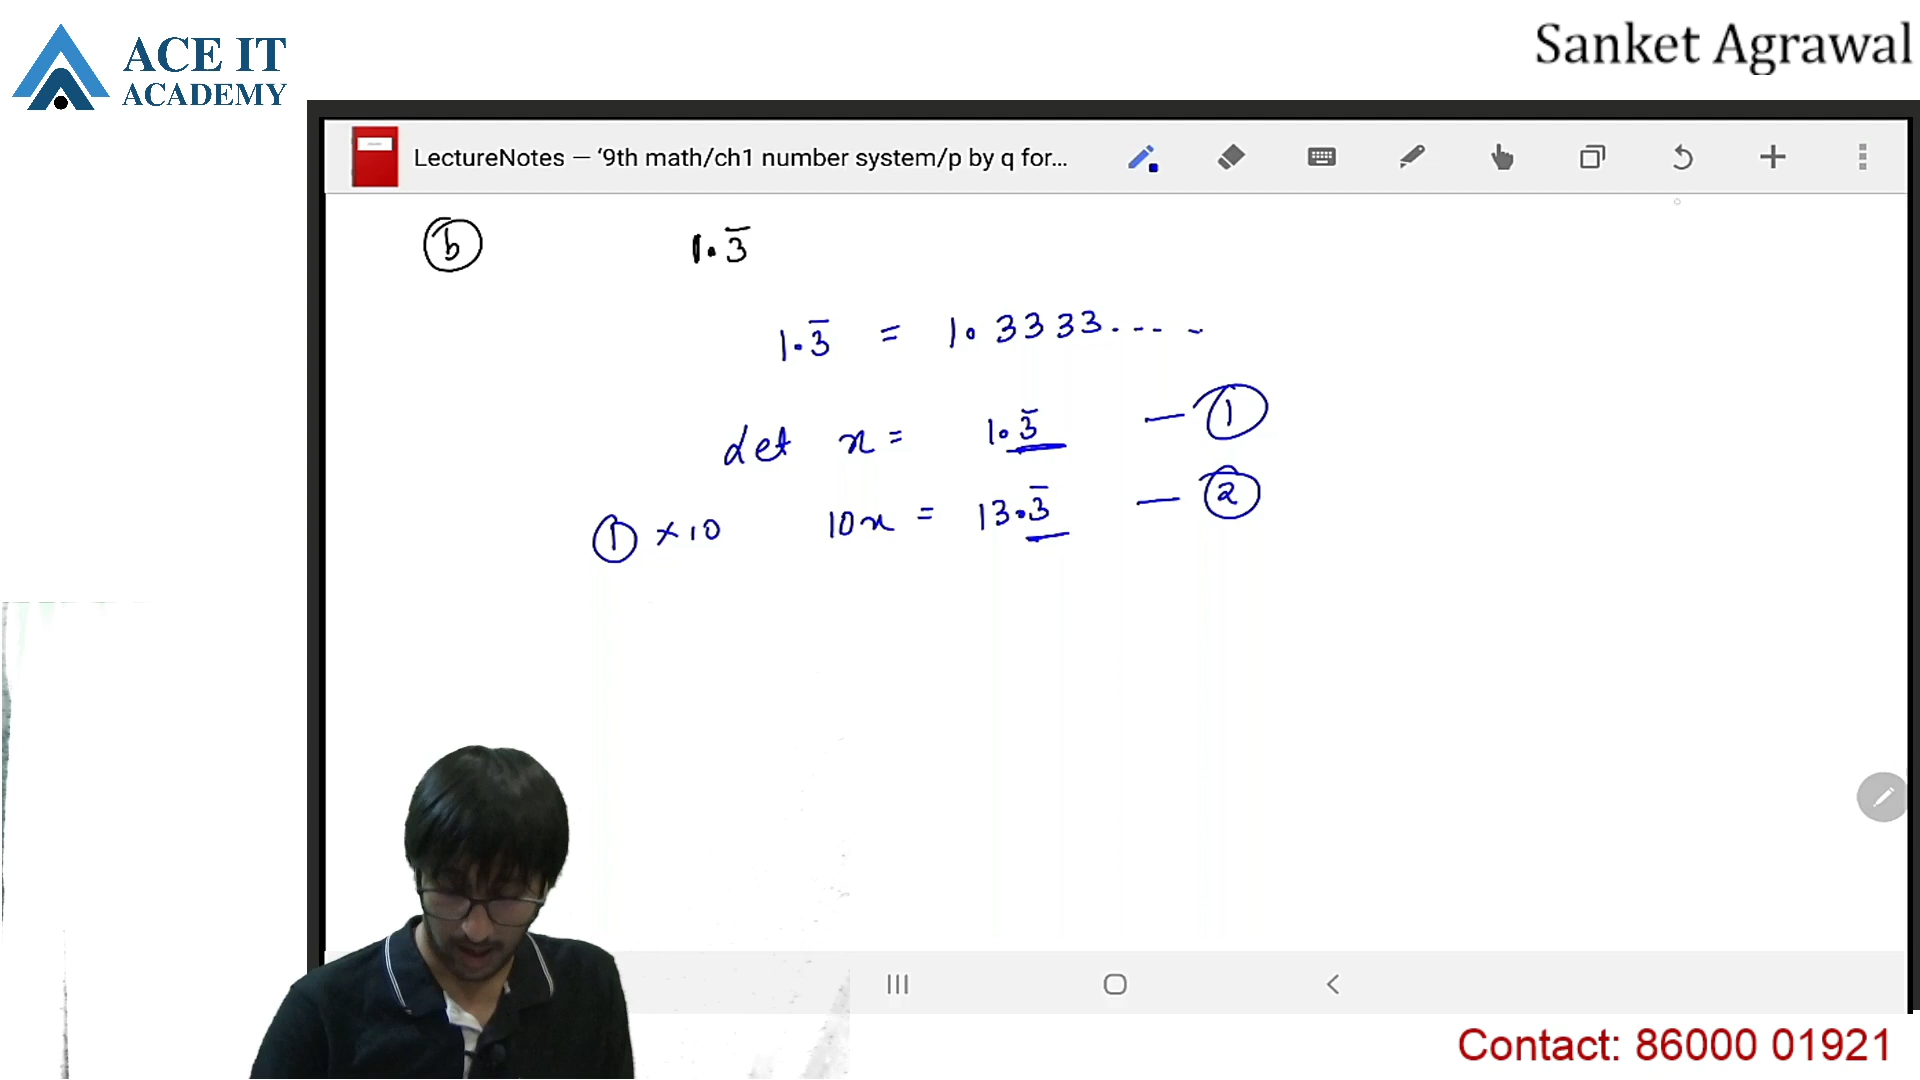 ACE IT
ACADEMY
Sanket Agrawal
LectureNotes — ‘9th math/ch1 number system/p by q for...
b 1.3̅
1.3̅ = 1.3333.....
Let x = 1.3̅ — 1
1 × 10 10x = 13.3̅ — 2
Contact: 86000 01921